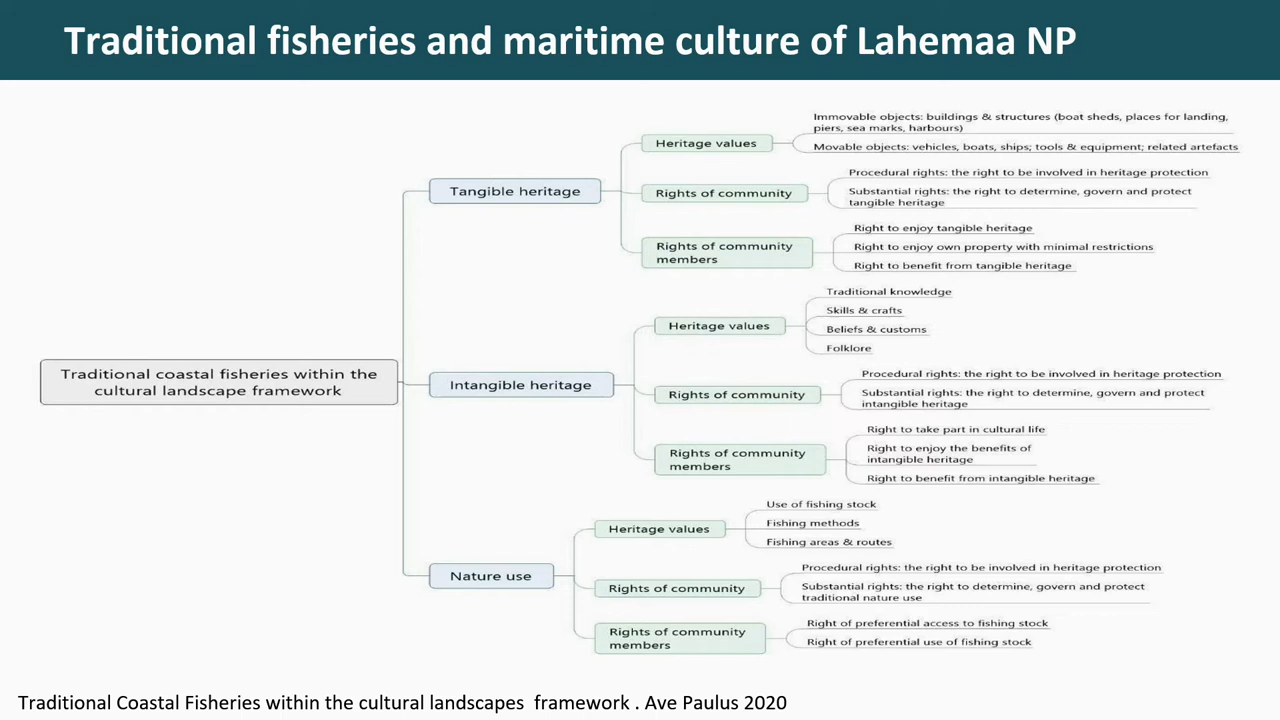 Traditional fisheries and maritime culture of Lahemaa NP
Traditional coastal fisheries within the
cultural landscape framework
Tangible heritage
Heritage values
Immovable objects: buildings & structures (boat sheds, places for landing,
piers, sea marks, harbours)
Movable objects: vehicles, boats, ships; tools & equipment; related artefacts
Rights of community
Procedural rights: the right to be involved in heritage protection
Substantial rights: the right to determine, govern and protect
tangible heritage
Rights of community
members
Right to enjoy tangible heritage
Right to enjoy own property with minimal restrictions
Right to benefit from tangible heritage
Intangible heritage
Heritage values
Traditional knowledge
Skills & crafts
Beliefs & customs
Folklore
Rights of community
Procedural rights: the right to be involved in heritage protection
Substantial rights: the right to determine, govern and protect
intangible heritage
Rights of community
members
Right to take part in cultural life
Right to enjoy the benefits of
intangible heritage
Right to benefit from intangible heritage
Nature use
Heritage values
Use of fishing stock
Fishing methods
Fishing areas & routes
Rights of community
Procedural rights: the right to be involved in heritage protection
Substantial rights: the right to determine, govern and protect
traditional nature use
Rights of community
members
Right of preferential access to fishing stock
Right of preferential use of fishing stock
Traditional Coastal Fisheries within the cultural landscapes  framework . Ave Paulus 2020